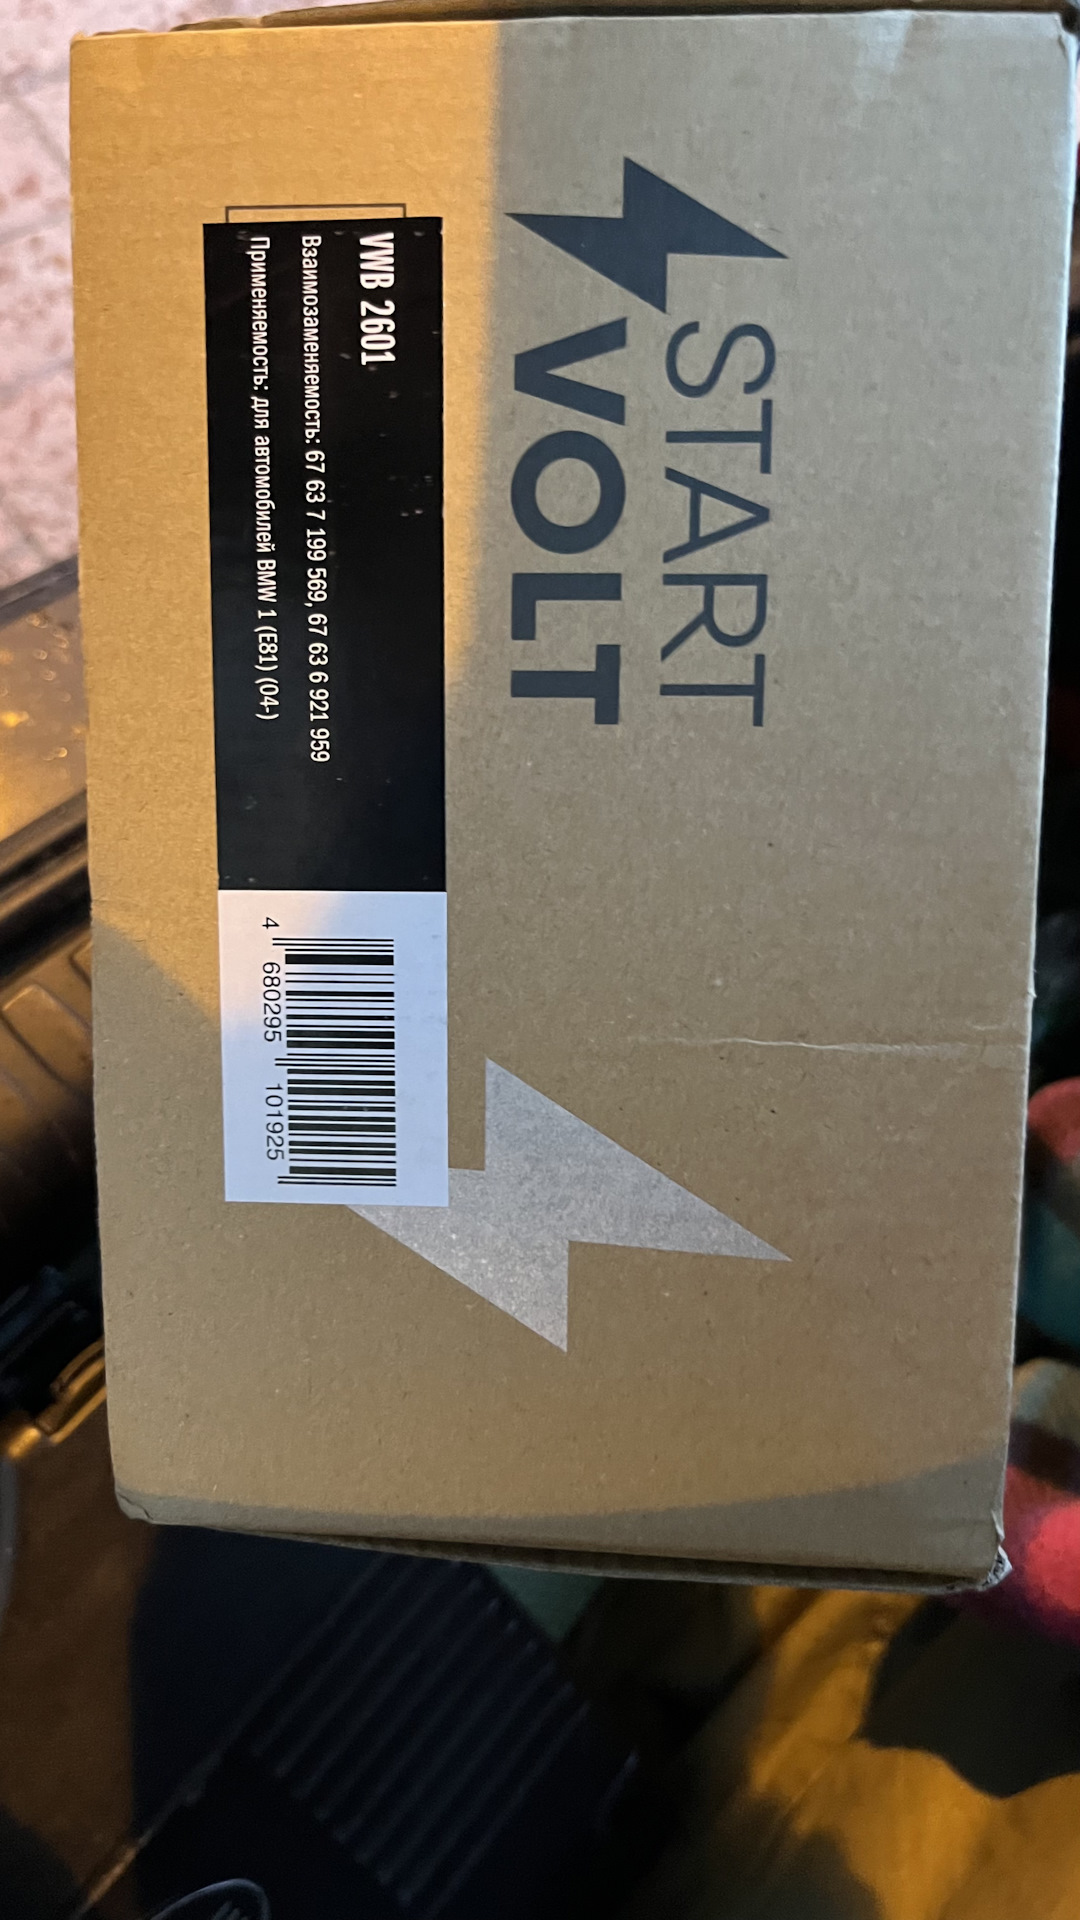 START
VOLT
VWB 2601
Взаимозаменяемость: 67 63 7 199 569, 67 63 6 921 959
Применяемость: для автомобилей BMW 1 (E81) (04-)
4 680295 101925